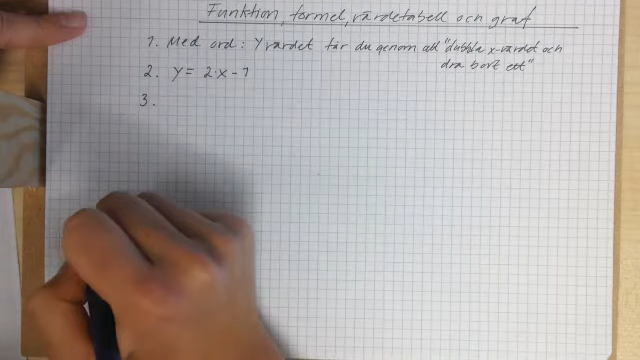 Funktion, formel, värdetabell och graf
1. Med ord: Y värdet får du genom att "dubbla x-värdet och
dra bort ett"
2. y = 2·x - 1
3.